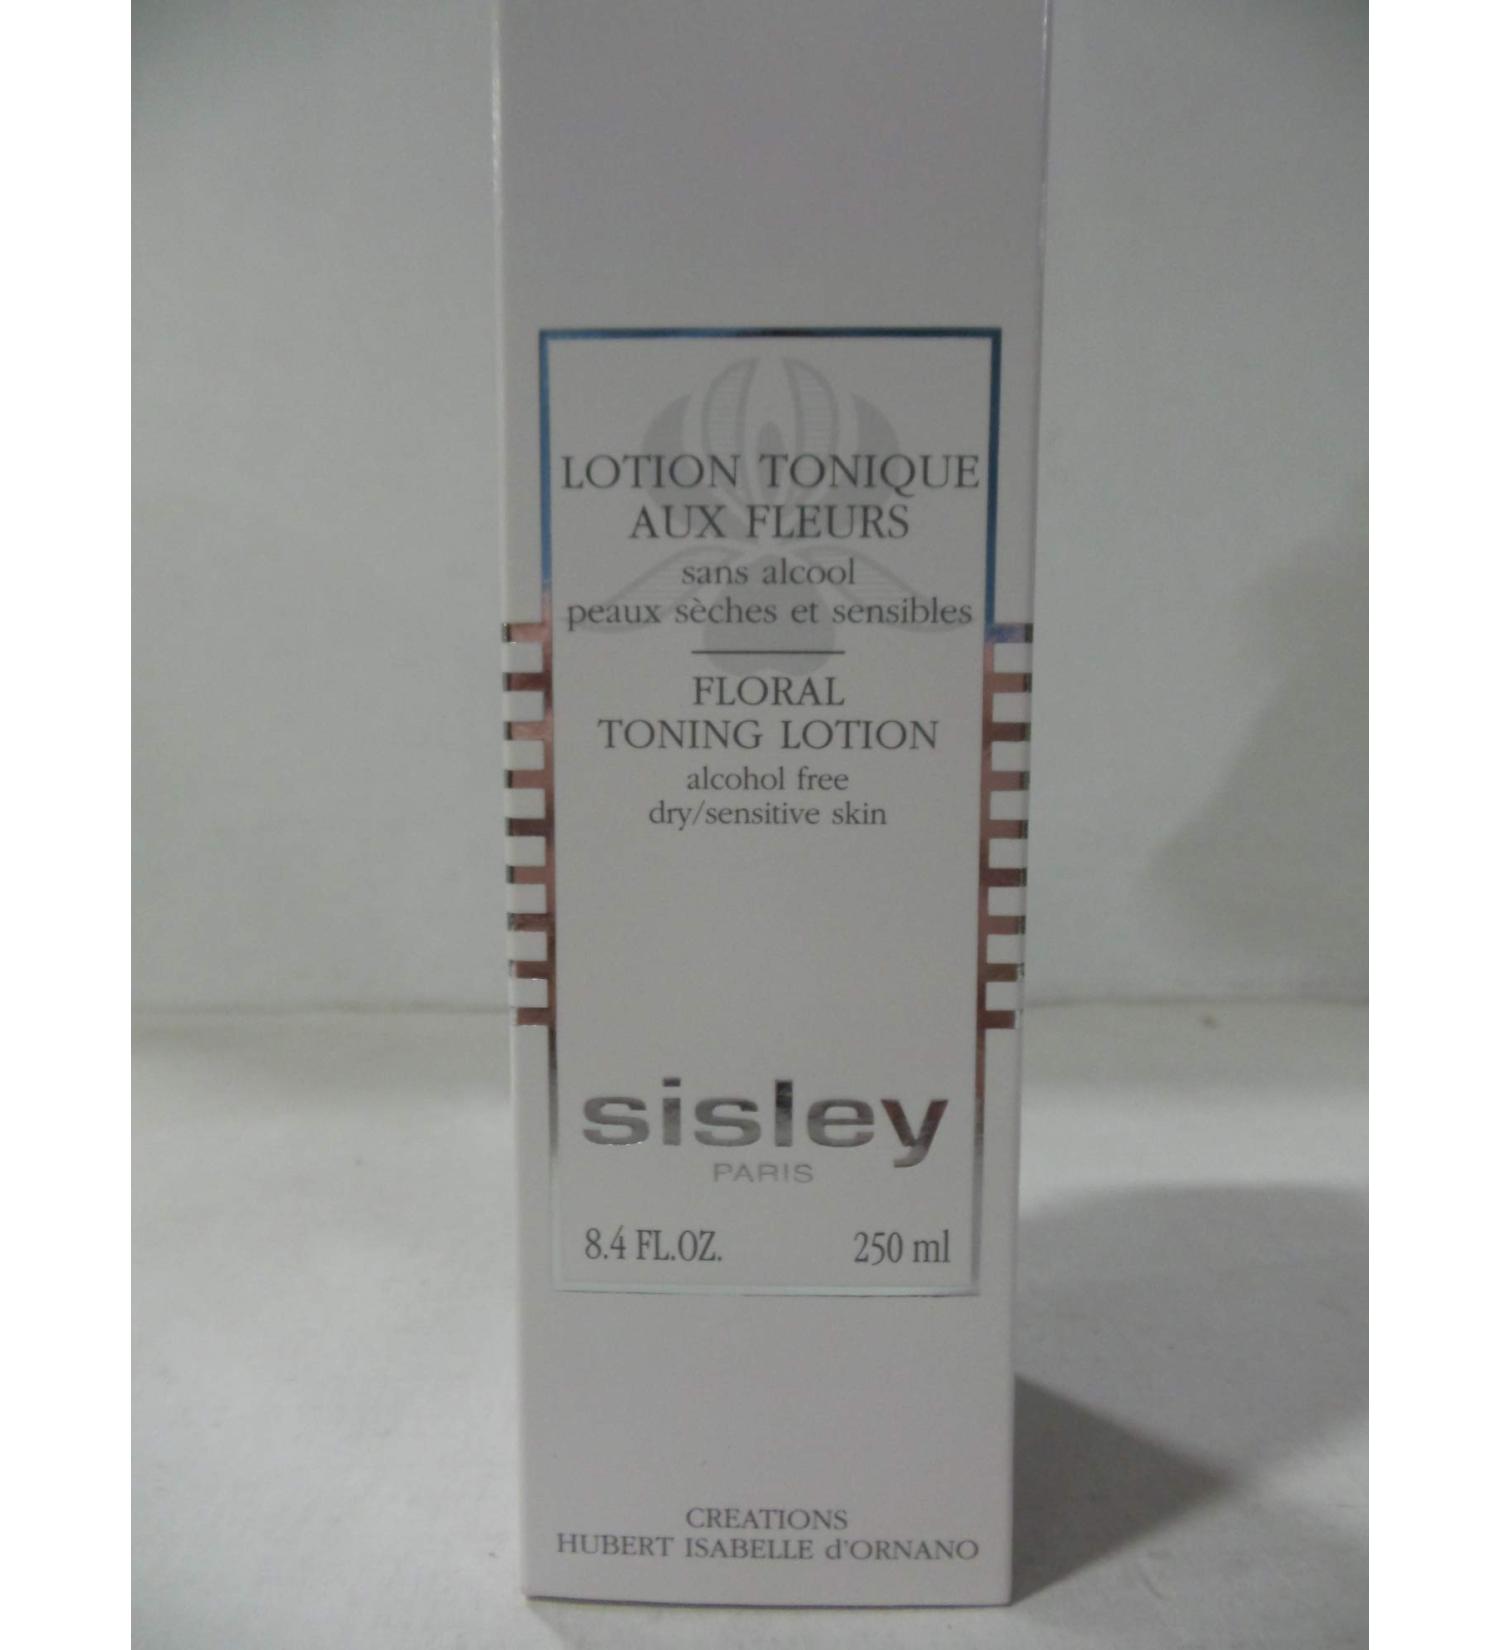 LOTION TONIQUE
AUX FLEURS
sans alcool
peaux sèches et sensibles
FLORAL
TONING LOTION
alcohol free
dry/sensitive skin
sisley
PARIS
8.4 FL.OZ. 250 ml
CREATIONS
HUBERT ISABELLE d'ORNANO